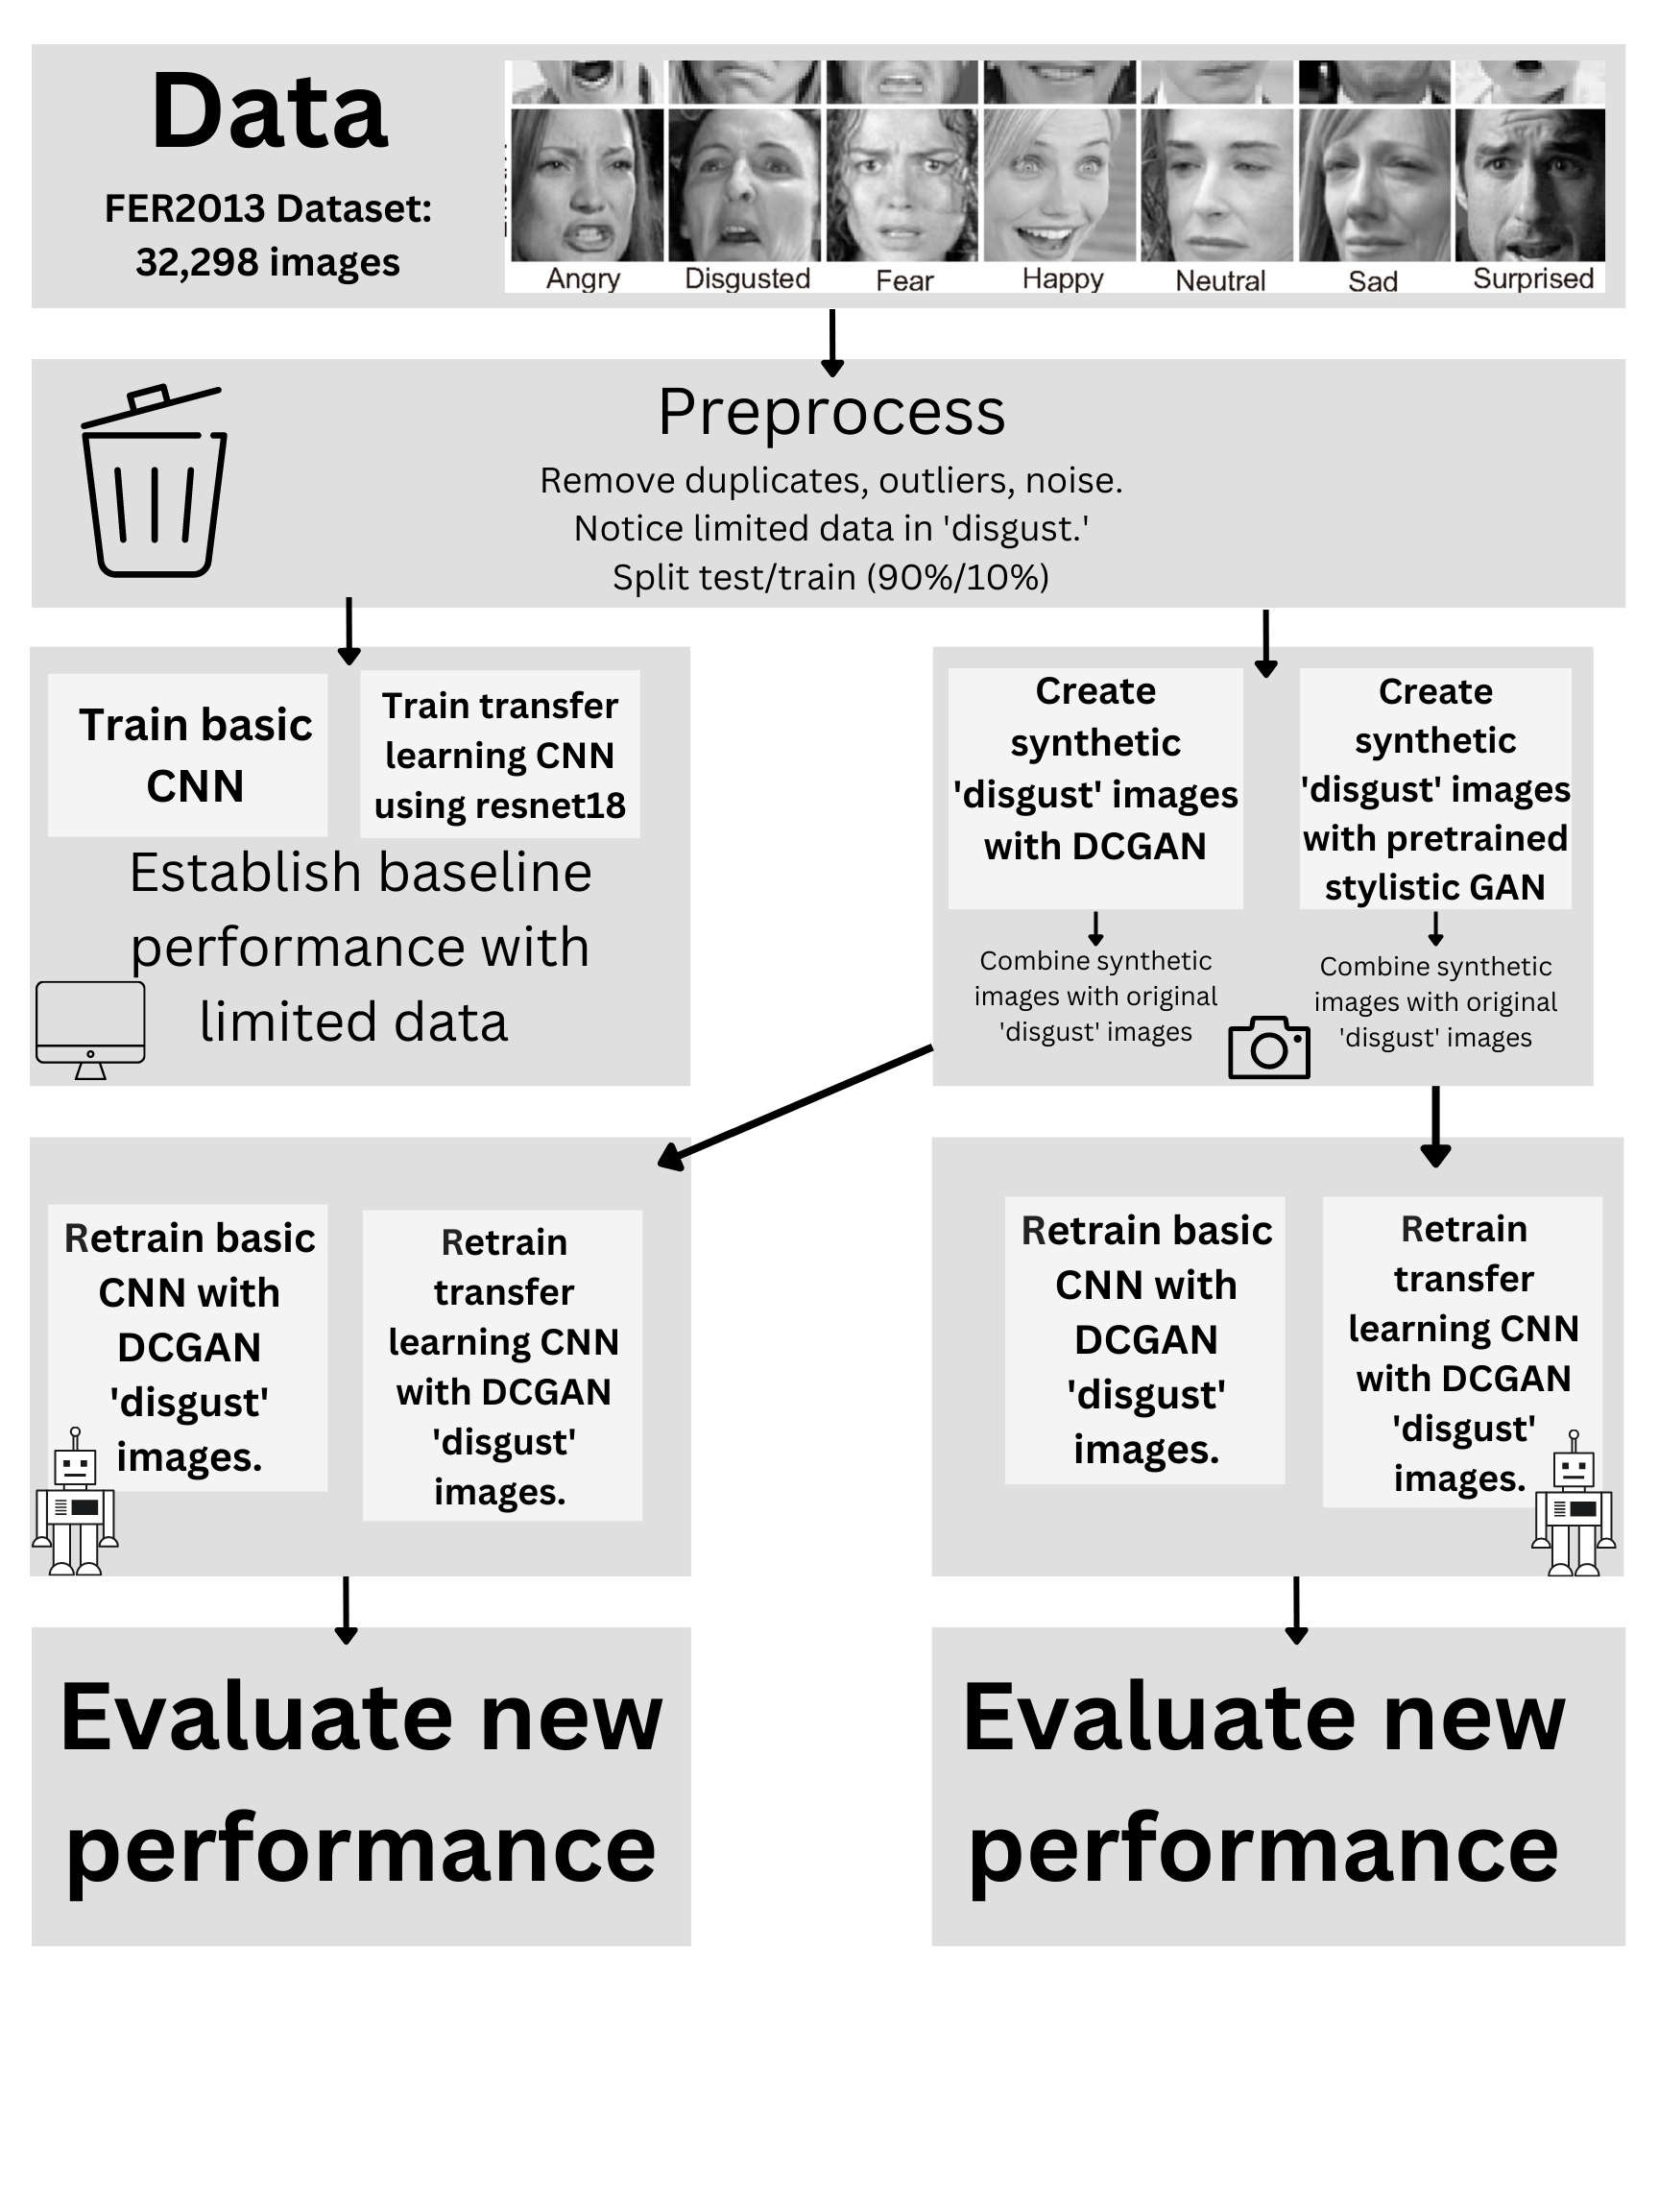 Data
FER2013 Dataset:
32,298 images
Angry Disgusted Fear Happy Neutral Sad Surprised
Preprocess
Remove duplicates, outliers, noise.
Notice limited data in 'disgust.'
Split test/train (90%/10%)
Train basic
CNN
Train transfer
learning CNN
using resnet18
Establish baseline
performance with
limited data
Create
synthetic
'disgust' images
with DCGAN
Create
synthetic
'disgust' images
with pretrained
stylistic GAN
Combine synthetic
images with original
'disgust' images
Combine synthetic
images with original
'disgust' images
Retrain basic
CNN with
DCGAN
'disgust'
images.
Retrain
transfer
learning CNN
with DCGAN
'disgust'
images.
Retrain basic
CNN with
DCGAN
'disgust'
images.
Retrain
transfer
learning CNN
with DCGAN
'disgust'
images.
Evaluate new
performance
Evaluate new
performance